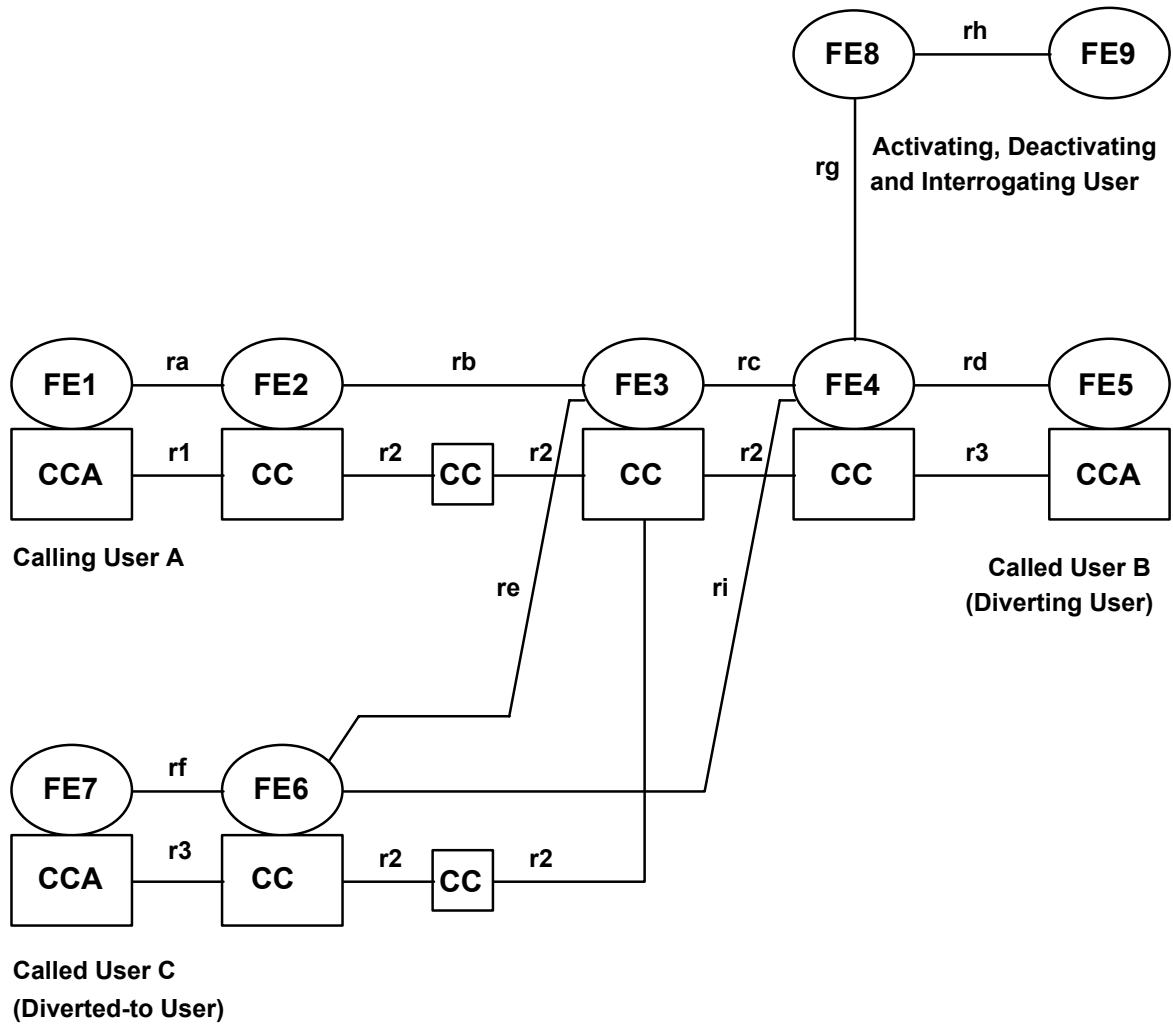 rh
FE8
FE9
Activating, Deactivating
and Interrogating User
rg
ra
rb
rc
rd
FE1
FE2
FE3
FE4
FE5
r1
r2
r2
r2
r3
CCA
CC
CC
CC
CC
CCA
Calling User A
Called User B
(Diverting User)
re
ri
rf
FE7
FE6
r3
r2
r2
CCA
CC
CC
Called User C
(Diverted-to User)